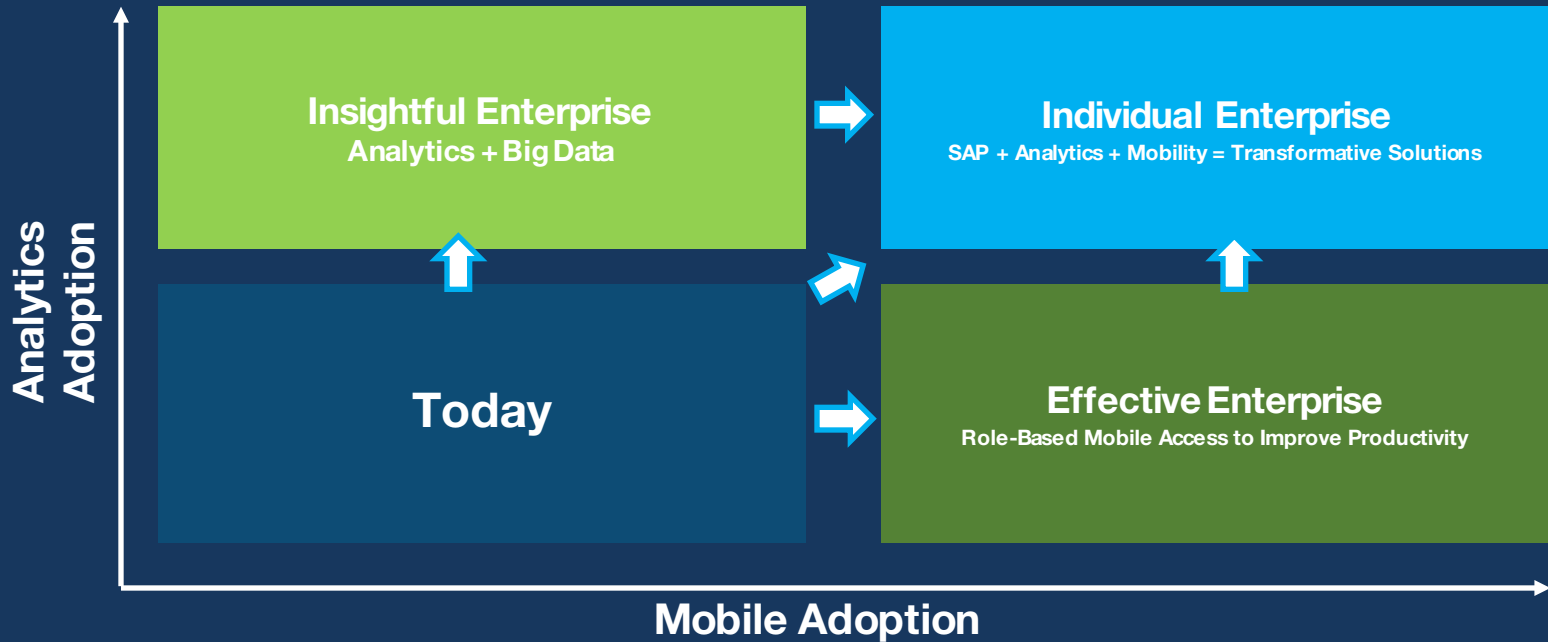 Insightful Enterprise
Analytics + Big Data
Individual Enterprise
SAP + Analytics + Mobility = Transformative Solutions
Analytics
Adoption
Today
Effective Enterprise
Role-Based Mobile Access to Improve Productivity
Mobile Adoption